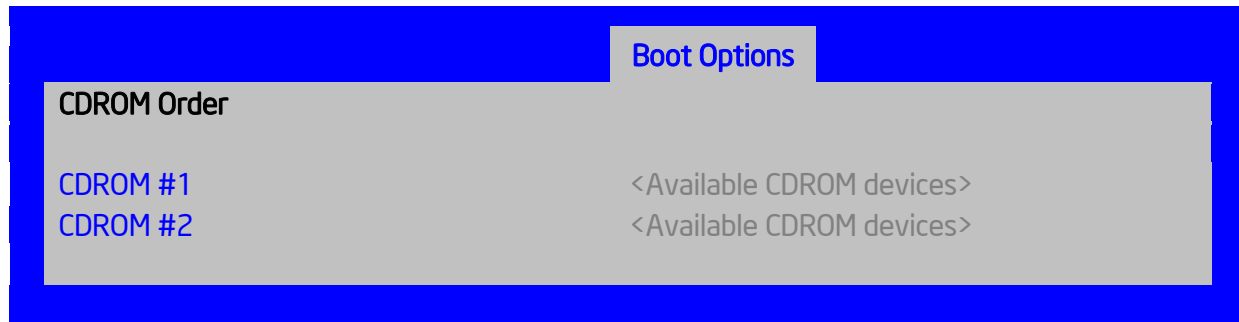 Boot Options
CDROM Order
CDROM #1 <Available CDROM devices>
CDROM #2 <Available CDROM devices>